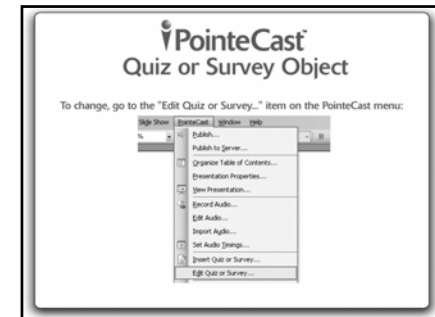 PointeCast
Quiz or Survey Object
To change, go to the "Edit Quiz or Survey..." item on the PointeCast menu:
Slide Show PointeCast Window Help
%
Publish...
Publish to Server...
Organize Table of Contents...
Presentation Properties...
View Presentation...
Record Audio...
Edit Audio...
Import Audio...
Set Audio Timings...
Insert Quiz or Survey...
Edit Quiz or Survey...